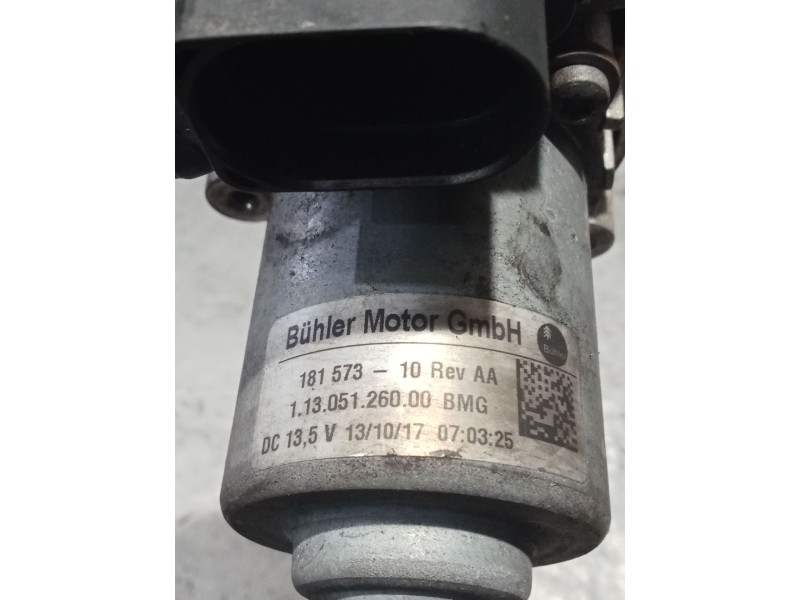 Bühler Motor GmbH
Bühler
181 573 - 10 Rev AA
1.13.051.260.00 BMG
DC 13,5 V 13/10/17 07:03:25